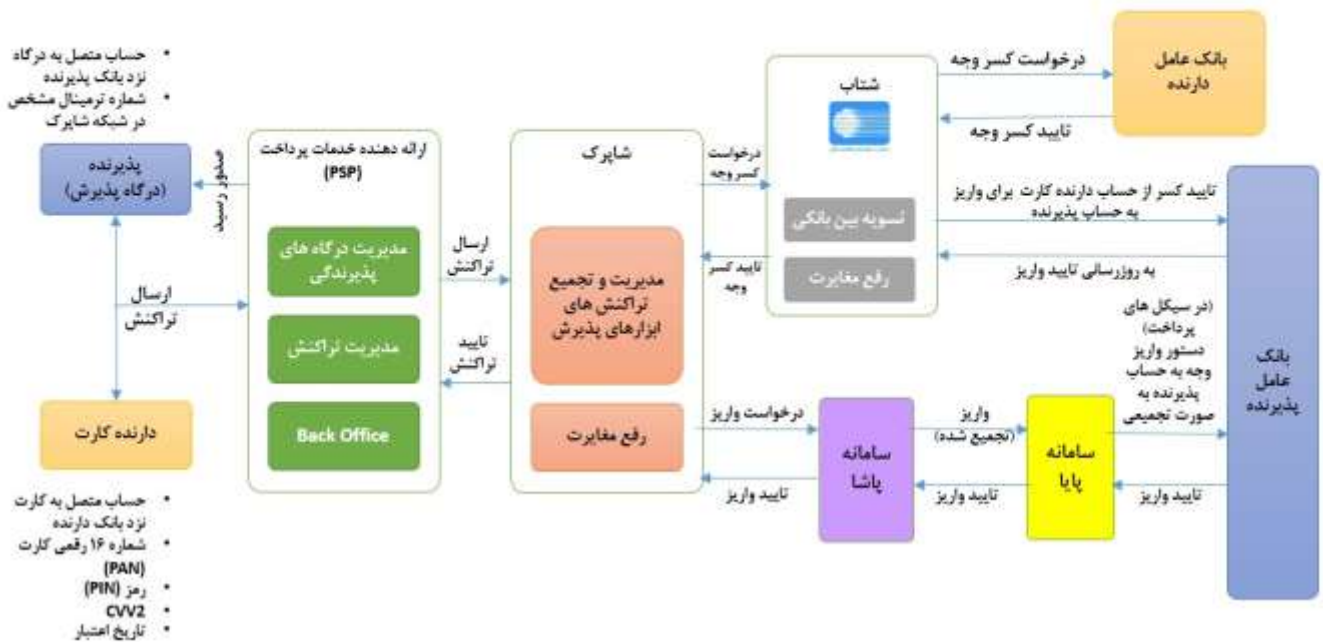 • حساب متصل به درگاه
نزد بانک پذیرنده
• شماره ترمینال مشخص
در شبکه شاپرک
پذیرنده
(درگاه پذیرش)
صدور رسید
ارسال
تراکنش
دارنده کارت
• حساب متصل به کارت
نزد بانک دارنده
• شماره ۱۶ رقمی کارت
(PAN)
• رمز (PIN)
• CVV2
• تاریخ اعتبار
ارائه دهنده خدمات پرداخت
(PSP)
مدیریت درگاه های
پذیرندگی
مدیریت تراکنش
Back Office
ارسال
تراکنش
تایید
تراکنش
شاپرک
مدیریت و تجمیع
تراکنش های
ابزارهای پذیرش
رفع مغایرت
درخواست
کسر وجه
تایید کسر
وجه
شتاب
تسویه بین بانکی
رفع مغایرت
درخواست کسر وجه
تایید کسر وجه
بانک عامل
دارنده
تایید کسر از حساب دارنده کارت برای واریز
به حساب پذیرنده
به روزرسانی تایید واریز
درخواست واریز
تایید واریز
سامانه
پاشا
واریز
(تجمیع شده)
تایید واریز
سامانه
پایا
(در سیکل های
پرداخت)
دستور واریز
وجه به حساب
پذیرنده به
صورت تجمیعی
تایید واریز
بانک
عامل
پذیرنده